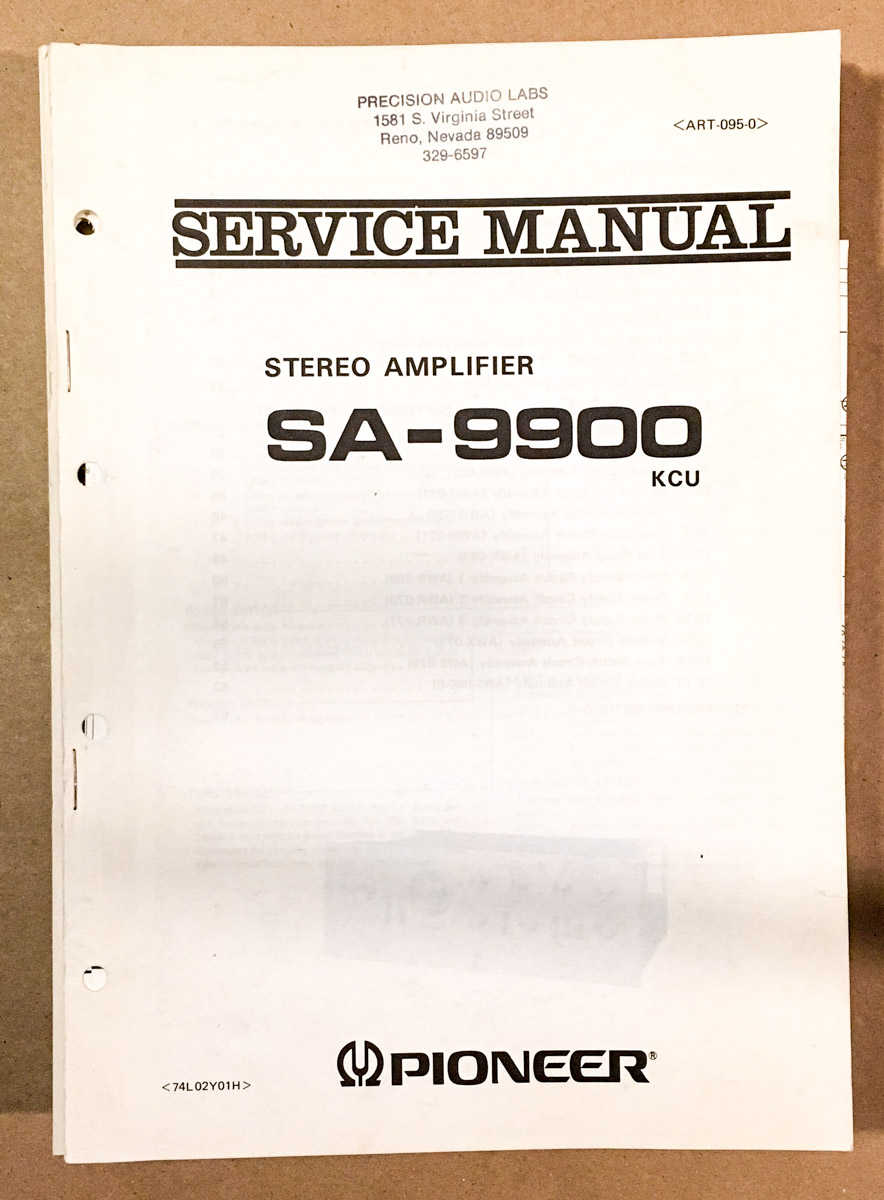 PRECISION AUDIO LABS
1581 S. Virginia Street
Reno, Nevada 89509
329-6597
<ART-095-0>
SERVICE MANUAL
STEREO AMPLIFIER
SA-9900
KCU
PIONEER®
<74L02Y01H>